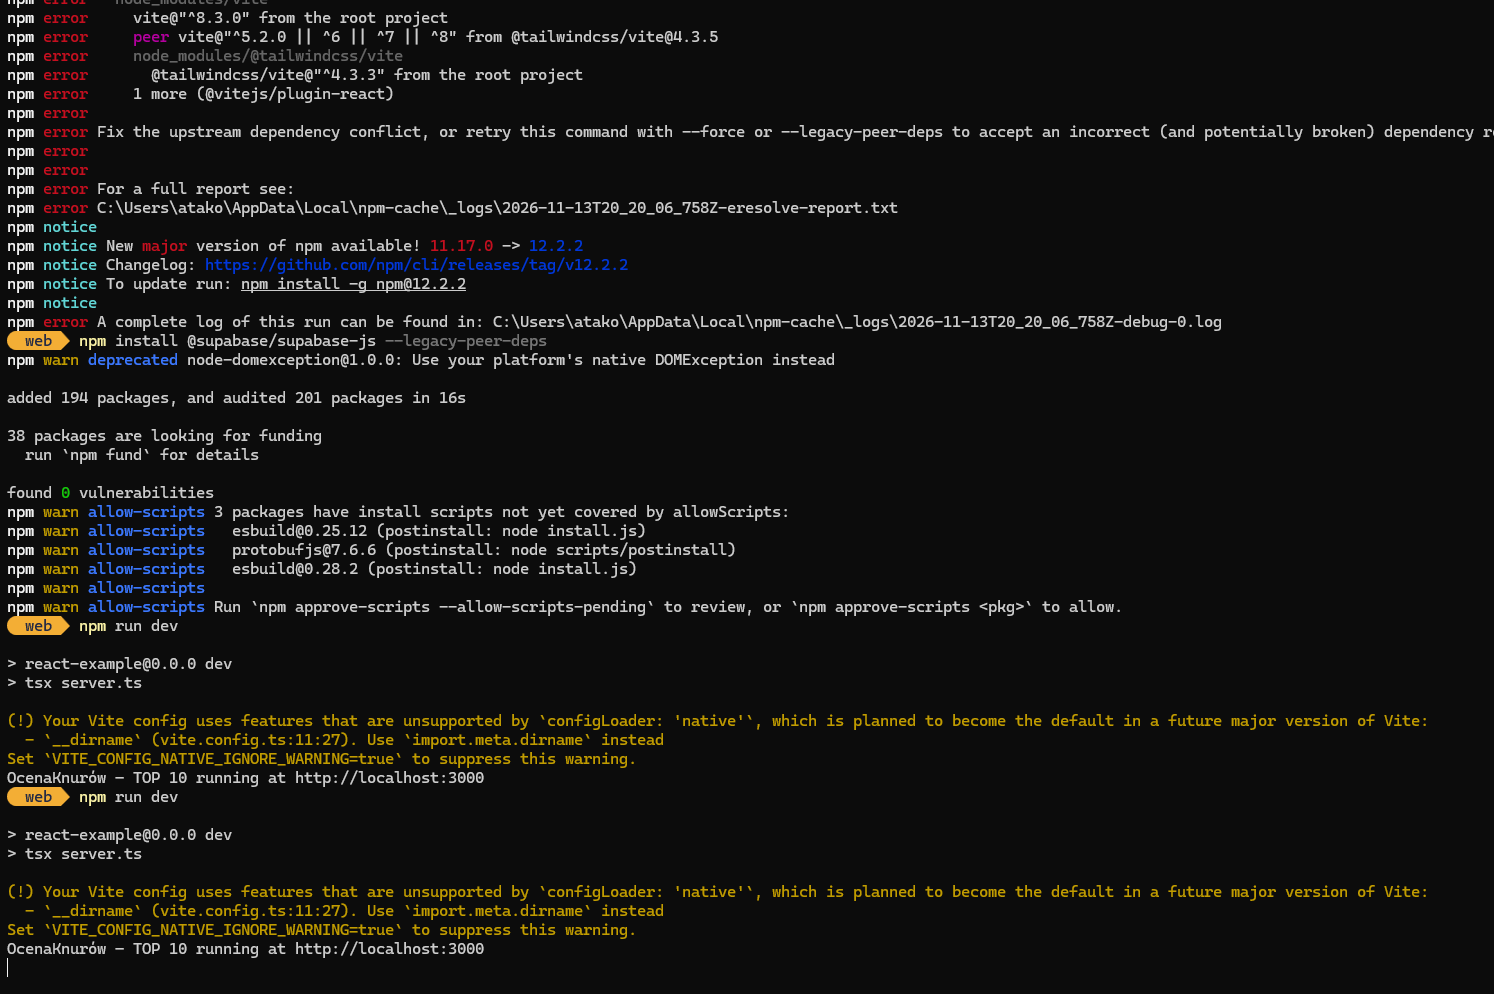 npm error   node_modules/vite
npm error     vite@"^8.3.0" from the root project
npm error     peer vite@"^5.2.0 || ^6 || ^7 || ^8" from @tailwindcss/vite@4.3.5
npm error     node_modules/@tailwindcss/vite
npm error       @tailwindcss/vite@"^4.3.3" from the root project
npm error     1 more (@vitejs/plugin-react)
npm error
npm error Fix the upstream dependency conflict, or retry this command with --force or --legacy-peer-deps to accept an incorrect (and potentially broken) dependency
npm error
npm error
npm error For a full report see:
npm error C:\Users\atako\AppData\Local\npm-cache\_logs\2026-11-13T20_20_06_758Z-eresolve-report.txt
npm notice
npm notice New major version of npm available! 11.17.0 -> 12.2.2
npm notice Changelog: https://github.com/npm/cli/releases/tag/v12.2.2
npm notice To update run: npm install -g npm@12.2.2
npm notice
npm error A complete log of this run can be found in: C:\Users\atako\AppData\Local\npm-cache\_logs\2026-11-13T20_20_06_758Z-debug-0.log
web npm install @supabase/supabase-js --legacy-peer-deps
npm warn deprecated node-domexception@1.0.0: Use your platform's native DOMException instead
added 194 packages, and audited 201 packages in 16s
38 packages are looking for funding
  run `npm fund` for details
found 0 vulnerabilities
npm warn allow-scripts 3 packages have install scripts not yet covered by allowScripts:
npm warn allow-scripts   esbuild@0.25.12 (postinstall: node install.js)
npm warn allow-scripts   protobufjs@7.6.6 (postinstall: node scripts/postinstall)
npm warn allow-scripts   esbuild@0.28.2 (postinstall: node install.js)
npm warn allow-scripts
npm warn allow-scripts Run `npm approve-scripts --allow-scripts-pending` to review, or `npm approve-scripts <pkg>` to allow.
web npm run dev
> react-example@0.0.0 dev
> tsx server.ts
(!) Your Vite config uses features that are unsupported by `configLoader: 'native'`, which is planned to become the default in a future major version of Vite:
  - `__dirname` (vite.config.ts:11:27). Use `import.meta.dirname` instead
Set `VITE_CONFIG_NATIVE_IGNORE_WARNING=true` to suppress this warning.
OcenaKnurów — TOP 10 running at http://localhost:3000
web npm run dev
> react-example@0.0.0 dev
> tsx server.ts
(!) Your Vite config uses features that are unsupported by `configLoader: 'native'`, which is planned to become the default in a future major version of Vite:
  - `__dirname` (vite.config.ts:11:27). Use `import.meta.dirname` instead
Set `VITE_CONFIG_NATIVE_IGNORE_WARNING=true` to suppress this warning.
OcenaKnurów — TOP 10 running at http://localhost:3000